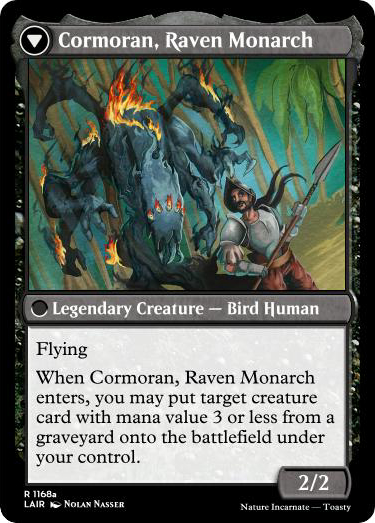 Cormoran, Raven Monarch
Legendary Creature — Bird Human
Flying
When Cormoran, Raven Monarch
enters, you may put target creature
card with mana value 3 or less from a
graveyard onto the battlefield under
your control.
2/2
R 1168a
LAIR Nolan Nasser
Nature Incarnate — Toasty